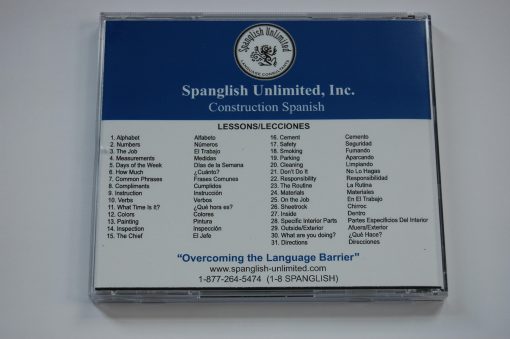 Spanglish Unlimited
LANGUAGE CONSULTANTS
Spanglish Unlimited, Inc.
Construction Spanish
LESSONS/LECCIONES
1. Alphabet Alfabeto
2. Numbers Números
3. The Job El Trabajo
4. Measurements Medidas
5. Days of the Week Días de la Semana
6. How Much ¿Cuánto?
7. Common Phrases Frases Comunes
8. Compliments Cumplidos
9. Instruction Instrucción
10. Verbs Verbos
11. What Time Is It? ¿Qué hora es?
12. Colors Colores
13. Painting Pintura
14. Inspection Inspección
15. The Chief El Jefe
16. Cement Cemento
17. Safety Seguridad
18. Smoking Fumando
19. Parking Aparcando
20. Cleaning Limpiando
21. Don't Do It No Lo Hagas
22. Responsibility Responsibilidad
23. The Routine La Rutina
24. Materials Materiales
25. On the Job En El Trabajo
26. Sheetrock Chirroc
27. Inside Dentro
28. Specific Interior Parts Partes Especificios Del Interior
29. Outside/Exterior Afuera/Exterior
30. What are you doing? ¿Qué Hace?
31. Directions Direcciones
"Overcoming the Language Barrier"
www.spanglish-unlimited.com
1-877-264-5474 (1-8 SPANGLISH)